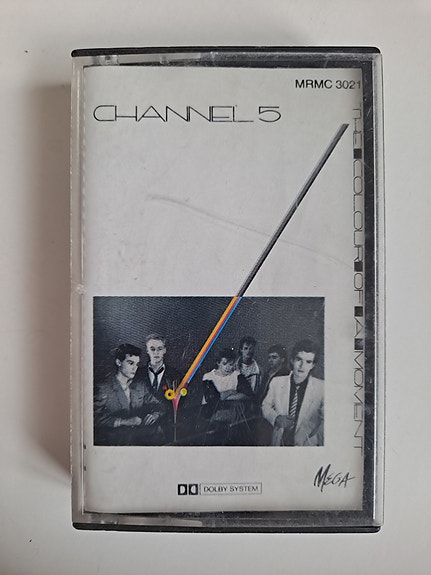 MRMC 3021
CHANNEL 5
THE COLOUR OF A MOMENT
DOLBY SYSTEM
MEGA